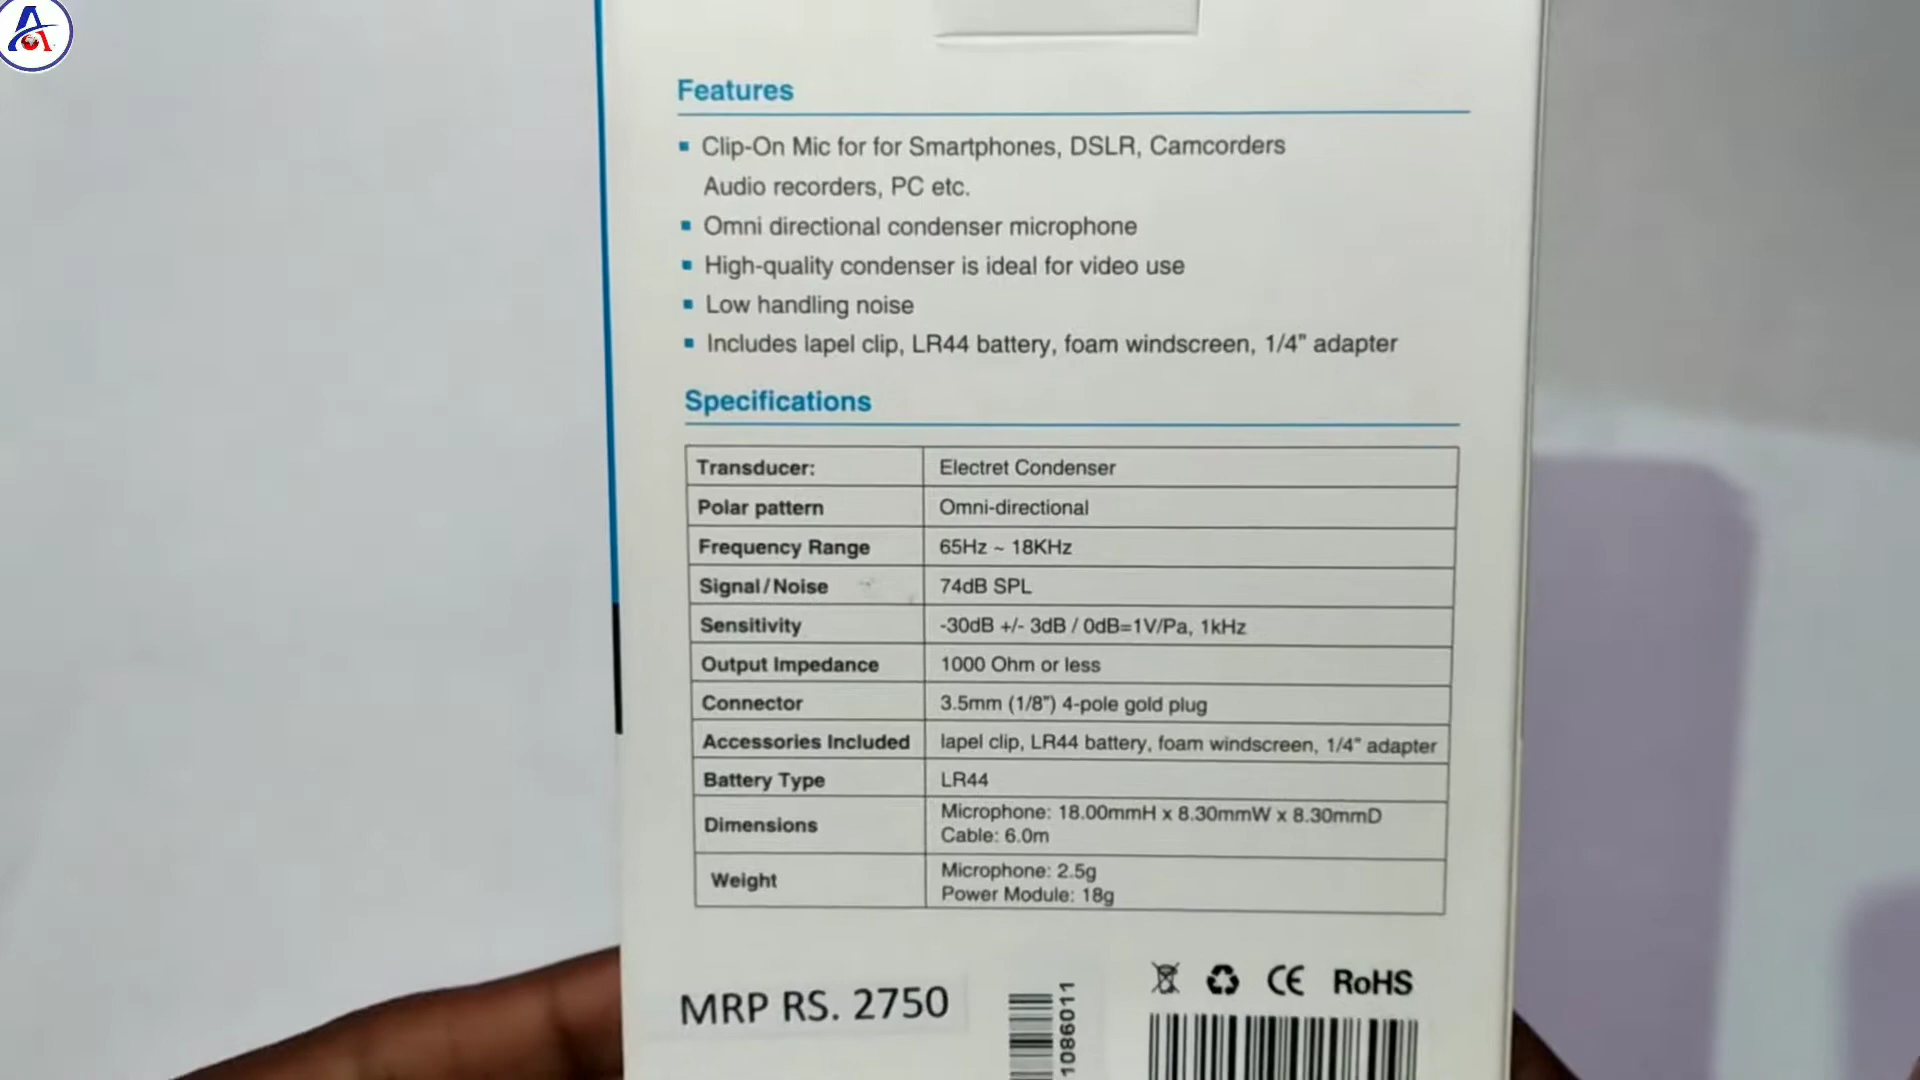 Features
Clip-On Mic for for Smartphones, DSLR, Camcorders
Audio recorders, PC etc.
Omni directional condenser microphone
High-quality condenser is ideal for video use
Low handling noise
Includes lapel clip, LR44 battery, foam windscreen, 1/4" adapter
Specifications
Transducer: Electret Condenser
Polar pattern Omni-directional
Frequency Range 65Hz ~ 18KHz
Signal/Noise 74dB SPL
Sensitivity -30dB +/- 3dB / 0dB=1V/Pa, 1kHz
Output Impedance 1000 Ohm or less
Connector 3.5mm (1/8") 4-pole gold plug
Accessories Included lapel clip, LR44 battery, foam windscreen, 1/4" adapter
Battery Type LR44
Dimensions Microphone: 18.00mmH x 8.30mmW x 8.30mmD
Cable: 6.0m
Weight Microphone: 2.5g
Power Module: 18g
CE RoHS
MRP RS. 2750
1086011